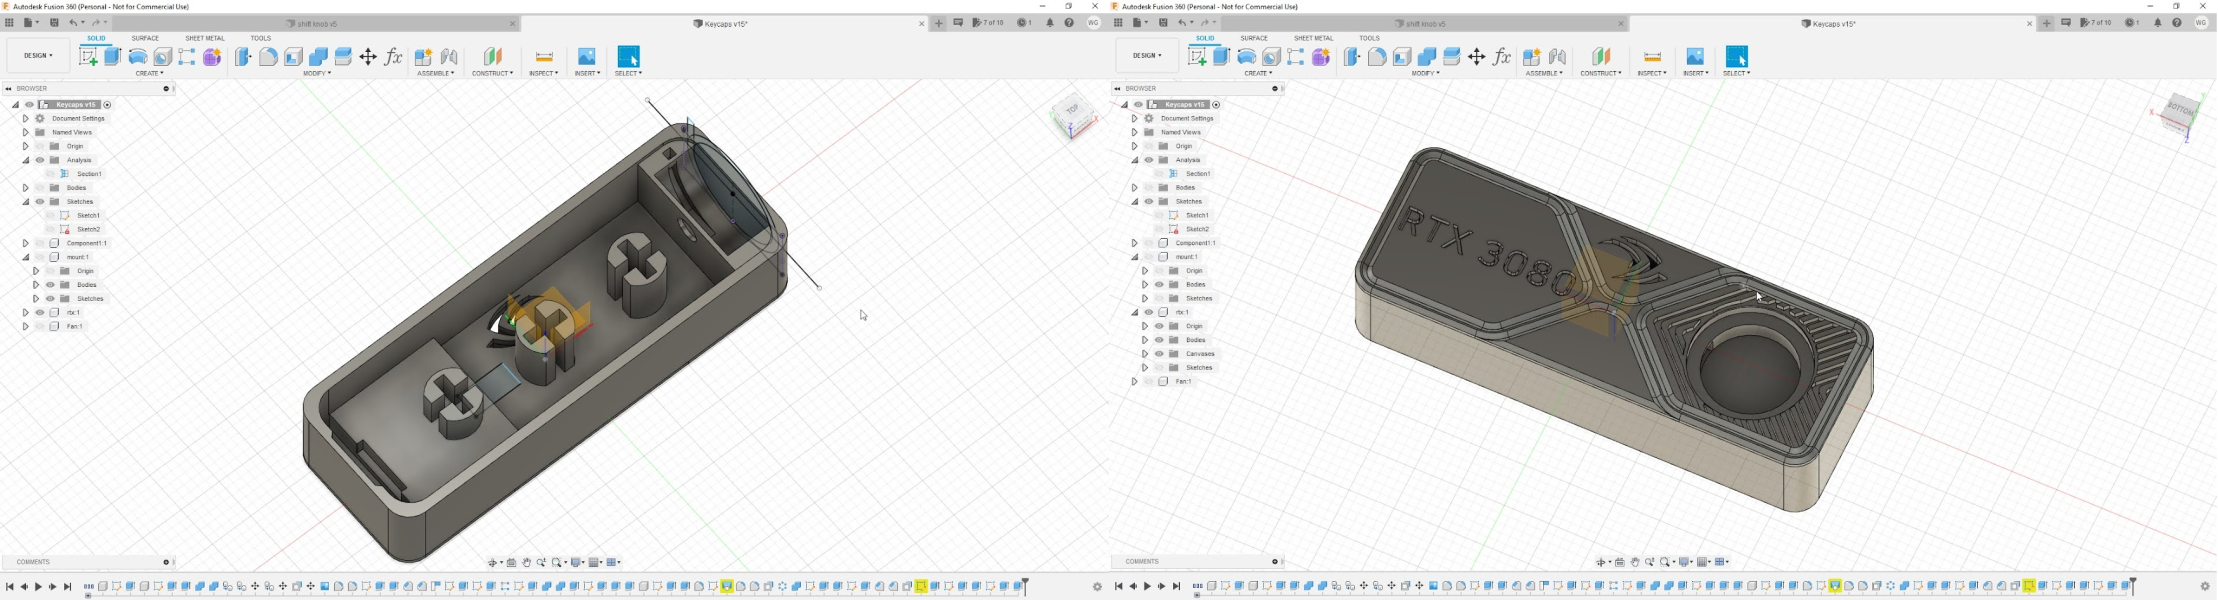 Autodesk Fusion 360 (Personal - Not for Commercial Use)
shift knob v5
Keycaps v15*
7 of 10
1
WG
DESIGN
SOLID
SURFACE
SHEET METAL
TOOLS
CREATE
MODIFY
ASSEMBLE
CONSTRUCT
INSPECT
INSERT
SELECT
BROWSER
Keycaps v15
Document Settings
Named Views
Origin
Analysis
Section1
Bodies
Sketches
Sketch1
Sketch2
Component1:1
mount:1
Origin
Bodies
Sketches
rtx:1
Fan:1
TOP
X
Z
COMMENTS
Autodesk Fusion 360 (Personal - Not for Commercial Use)
shift knob v5
Keycaps v15*
7 of 10
1
WG
DESIGN
SOLID
SURFACE
SHEET METAL
TOOLS
CREATE
MODIFY
ASSEMBLE
CONSTRUCT
INSPECT
INSERT
SELECT
BROWSER
Keycaps v15
Document Settings
Named Views
Origin
Analysis
Section1
Bodies
Sketches
Sketch1
Sketch2
Component1:1
mount:1
Origin
Bodies
Sketches
rtx:1
Origin
Bodies
Canvases
Sketches
Fan:1
BOTTOM
X
Z
RTX 3080
COMMENTS